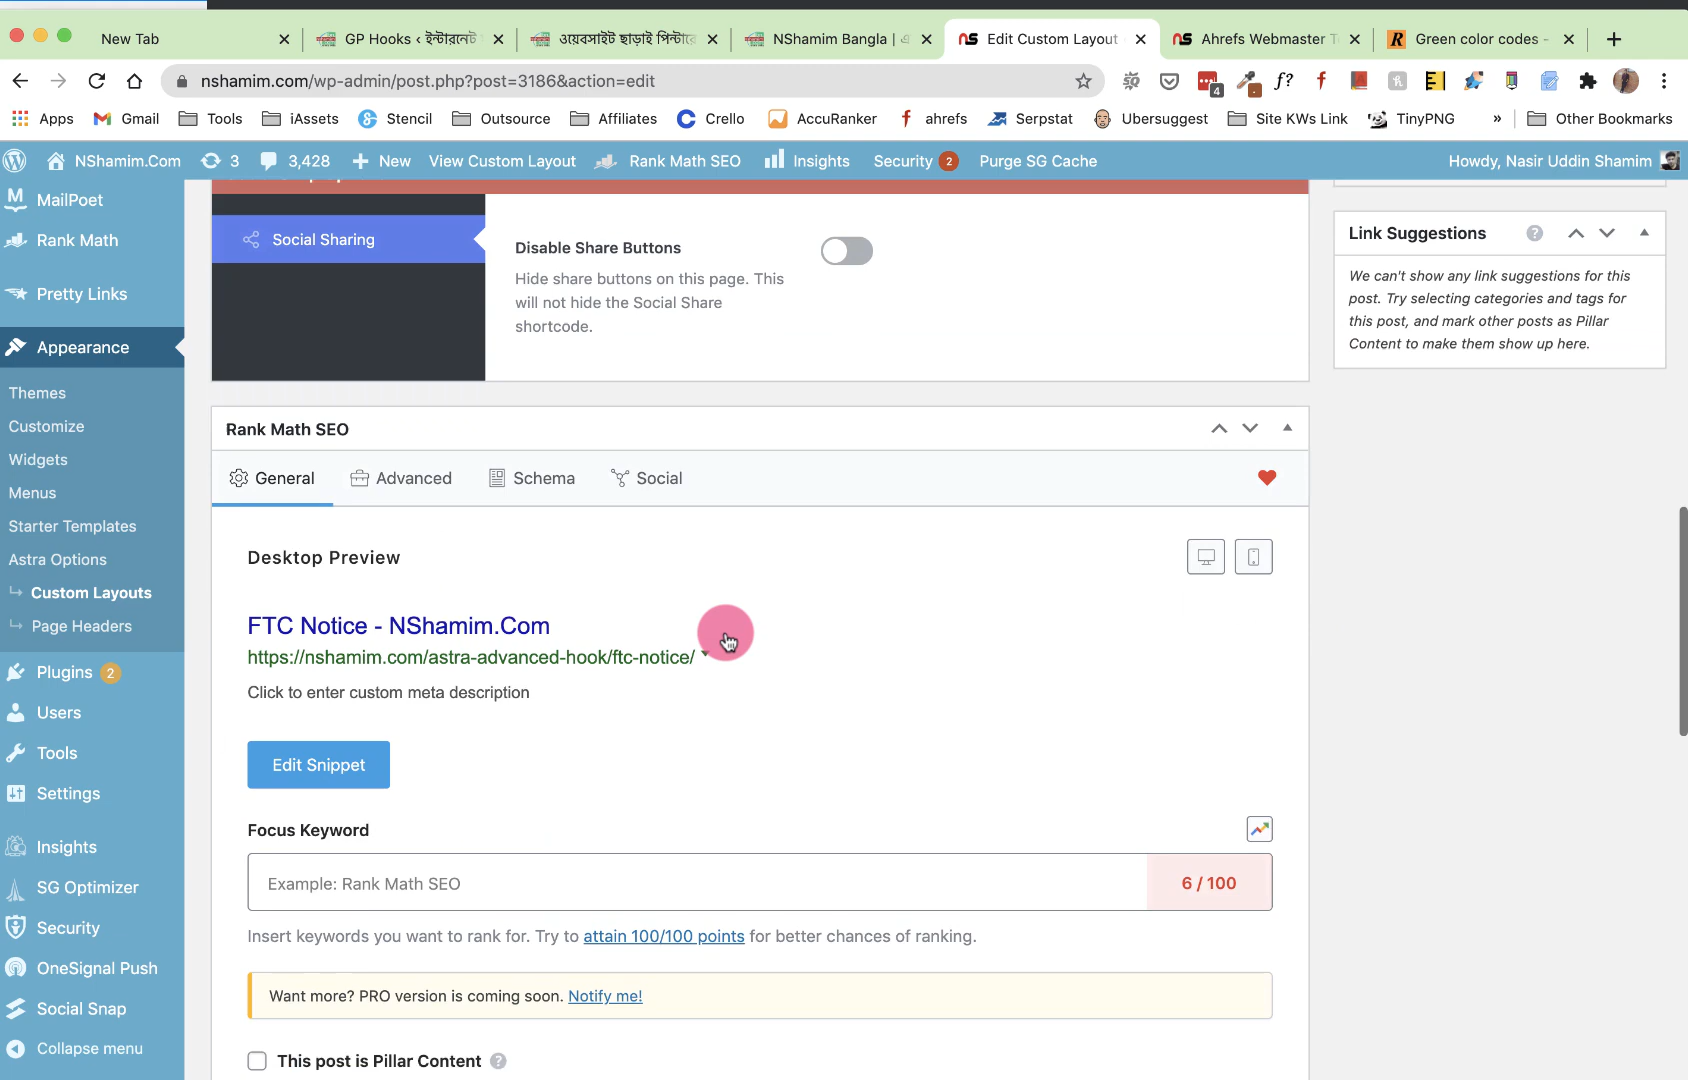 New Tab
GP Hooks ‹ ইন্টারনেট
ওয়েবসাইট ছাড়াই পিন্টারে
NShamim Bangla |
Edit Custom Layout
Ahrefs Webmaster T
Green color codes -
nshamim.com/wp-admin/post.php?post=3186&action=edit
Apps
Gmail
Tools
iAssets
Stencil
Outsource
Affiliates
Crello
AccuRanker
ahrefs
Serpstat
Ubersuggest
Site KWs Link
TinyPNG
»
Other Bookmarks
NShamim.Com
3
3,428
New
View Custom Layout
Rank Math SEO
Insights
Security 2
Purge SG Cache
Howdy, Nasir Uddin Shamim
MailPoet
Rank Math
Pretty Links
Appearance
Themes
Customize
Widgets
Menus
Starter Templates
Astra Options
Custom Layouts
Page Headers
Plugins 2
Users
Tools
Settings
Insights
SG Optimizer
Security
OneSignal Push
Social Snap
Collapse menu
Social Sharing
Disable Share Buttons
Hide share buttons on this page. This
will not hide the Social Share
shortcode.
Link Suggestions
We can't show any link suggestions for this
post. Try selecting categories and tags for
this post, and mark other posts as Pillar
Content to make them show up here.
Rank Math SEO
General
Advanced
Schema
Social
Desktop Preview
FTC Notice - NShamim.Com
https://nshamim.com/astra-advanced-hook/ftc-notice/
Click to enter custom meta description
Edit Snippet
Focus Keyword
Example: Rank Math SEO
6 / 100
Insert keywords you want to rank for. Try to attain 100/100 points for better chances of ranking.
Want more? PRO version is coming soon. Notify me!
This post is Pillar Content